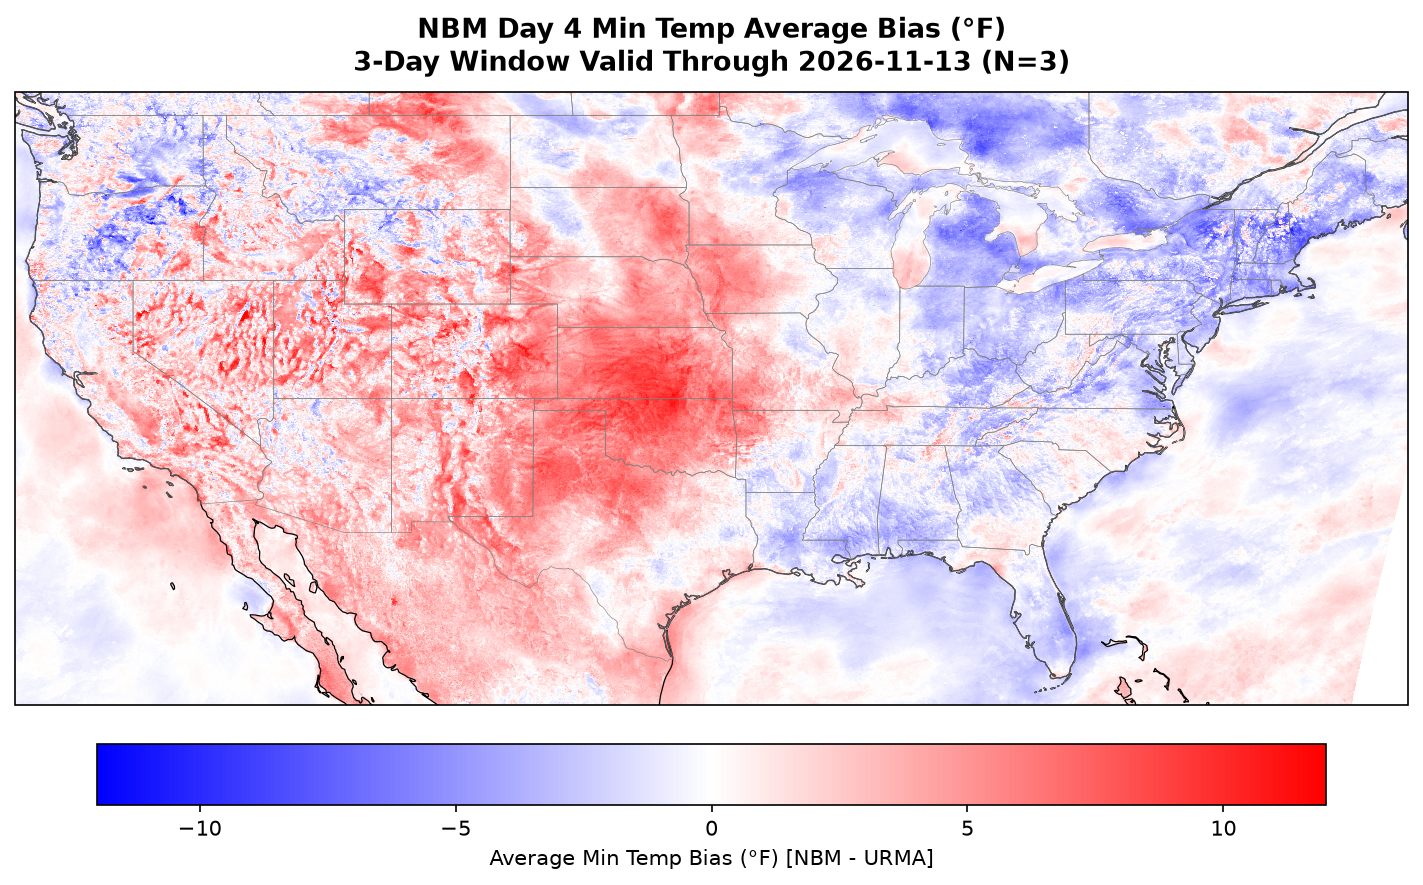 NBM Day 4 Min Temp Average Bias (°F)
3-Day Window Valid Through 2026-11-13 (N=3)
−10 −5 0 5 10
Average Min Temp Bias (°F) [NBM - URMA]